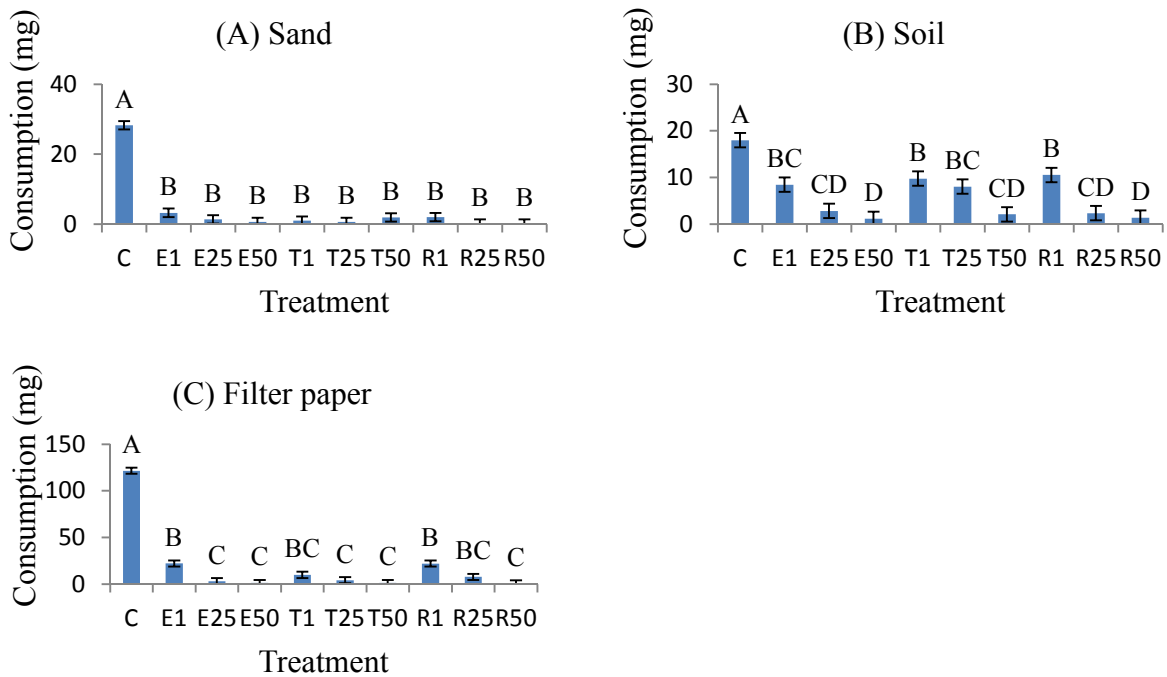 (A) Sand
Consumption (mg)
40
20
0
A
B
B
B
B
B
B
B
B
B
C E1 E25 E50 T1 T25 T50 R1 R25 R50
Treatment
(B) Soil
Consumption (mg)
30
20
10
0
A
BC
CD
D
B
BC
CD
B
CD
D
C E1 E25 E50 T1 T25 T50 R1 R25 R50
Treatment
(C) Filter paper
Consumption (mg)
150
100
50
0
A
B
C
C
BC
C
C
B
BC
C
C E1 E25 E50 T1 T25 T50 R1 R25 R50
Treatment